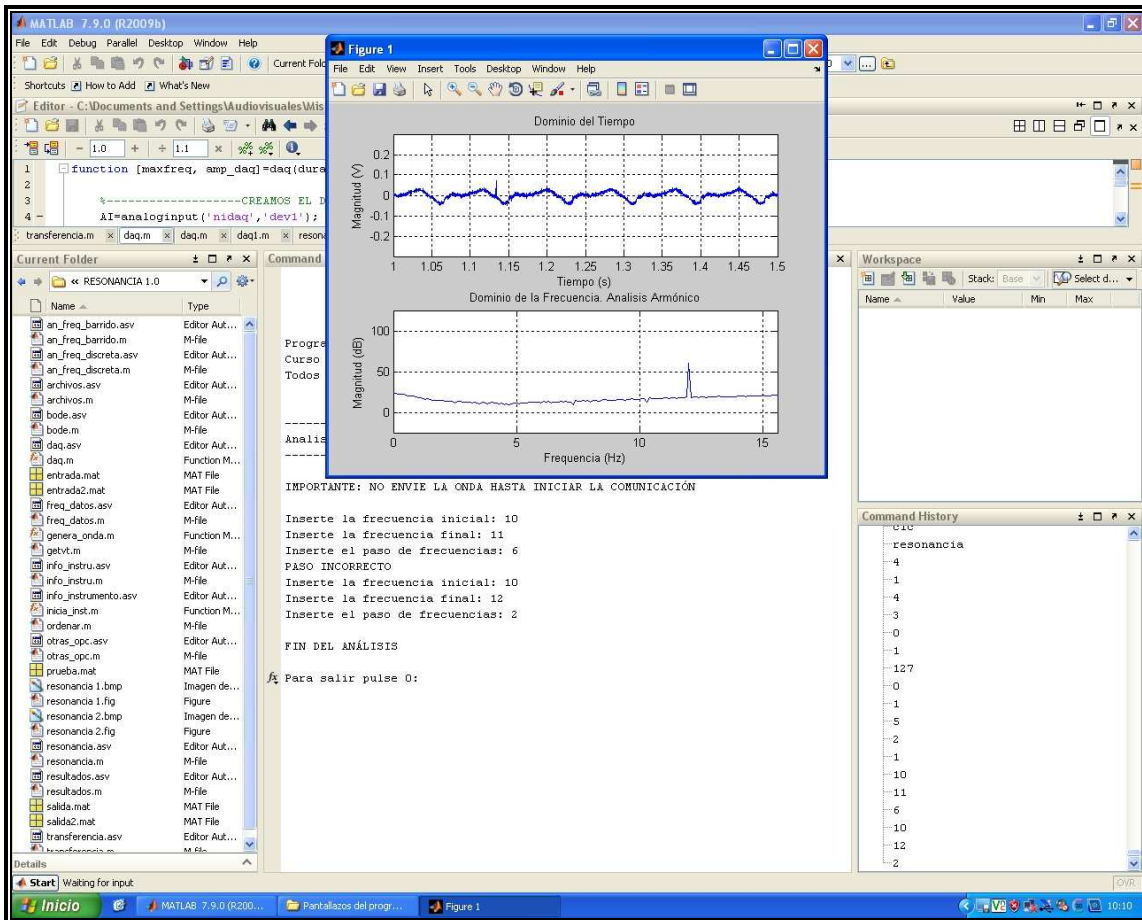 MATLAB 7.9.0 (R2009b)
File Edit Debug Parallel Desktop Window Help
Current Fold
Shortcuts How to Add What's New
Editor - C:\Documents and Settings\Audiovisuales\Mis
1.0 1.1
1 function [maxfreq, amp_daq]=daq(dura
2
3 %-------------------CREAMOS EL D
4 AI=analoginput('nidaq','dev1');
transferencia.m daq.m daq.m daq1.m reson
Figure 1
File Edit View Insert Tools Desktop Window Help
Dominio del Tiempo
Magnitud (V)
0.2
0.1
0
-0.1
-0.2
1 1.05 1.1 1.15 1.2 1.25 1.3 1.35 1.4 1.45 1.5
Tiempo (s)
Dominio de la Frecuencia. Analisis Armónico
Magnitud (dB)
100
50
0
0 5 10 15
Frequencia (Hz)
Current Folder
« RESONANCIA 1.0
Name Type
an_freq_barrido.asv Editor Aut...
an_freq_barrido.m M-file
an_freq_discreta.asv Editor Aut...
an_freq_discreta.m M-file
archivos.asv Editor Aut...
archivos.m M-file
bode.asv Editor Aut...
bode.m M-file
daq.asv Editor Aut...
daq.m Function M...
entrada.mat MAT File
entrada2.mat MAT File
freq_datos.asv Editor Aut...
freq_datos.m M-file
genera_onda.m Function M...
getvt.m M-file
info_instru.asv Editor Aut...
info_instru.m M-file
info_instrumento.asv Editor Aut...
inicia_inst.m Function M...
ordenar.m M-file
otras_opc.asv Editor Aut...
otras_opc.m M-file
prueba.mat MAT File
resonancia 1.bmp Imagen de...
resonancia 1.fig Figure
resonancia 2.bmp Imagen de...
resonancia 2.fig Figure
resonancia.asv Editor Aut...
resonancia.m M-file
resultados.asv Editor Aut...
resultados.m M-file
salida.mat MAT File
salida2.mat MAT File
transferencia.asv Editor Aut...
transferencia.m M-file
Details
Command
Progra
Curso
Todos
-----
Analis
-----
IMPORTANTE: NO ENVIE LA ONDA HASTA INICIAR LA COMUNICACIÓN
Inserte la frecuencia inicial: 10
Inserte la frecuencia final: 11
Inserte el paso de frecuencias: 6
PASO INCORRECTO
Inserte la frecuencia inicial: 10
Inserte la frecuencia final: 12
Inserte el paso de frecuencias: 2
FIN DEL ANÁLISIS
fx Para salir pulse 0:
Workspace
Stack: Base Select d...
Name Value Min Max
Command History
clc
resonancia
4
1
4
3
0
1
127
0
1
5
2
1
10
11
6
10
12
2
Start Waiting for input
OVR
Inicio MATLAB 7.9.0 (R200... Pantallazos del progr... Figure 1 10:10